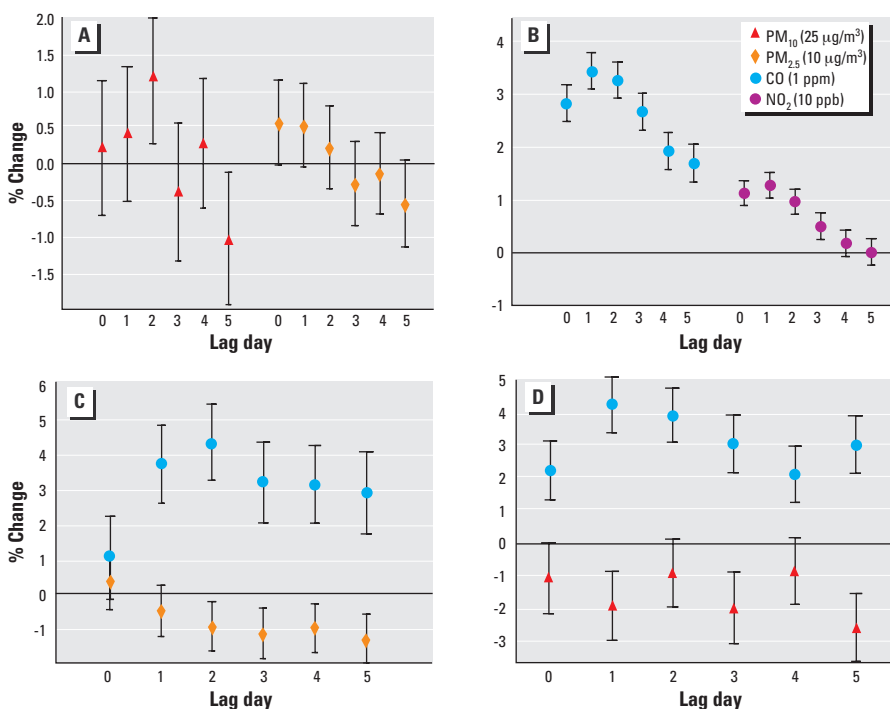 A
% Change
2.0
1.5
1.0
0.5
0.0
-0.5
-1.0
-1.5
0 1 2 3 4 5 0 1 2 3 4 5
Lag day
B
PM10 (25 µg/m³)
PM2.5 (10 µg/m³)
CO (1 ppm)
NO2 (10 ppb)
4
3
2
1
0
-1
0 1 2 3 4 5 0 1 2 3 4 5
Lag day
C
% Change
6
5
4
3
2
1
0
-1
0 1 2 3 4 5
Lag day
D
5
4
3
2
1
0
-1
-2
-3
0 1 2 3 4 5
Lag day